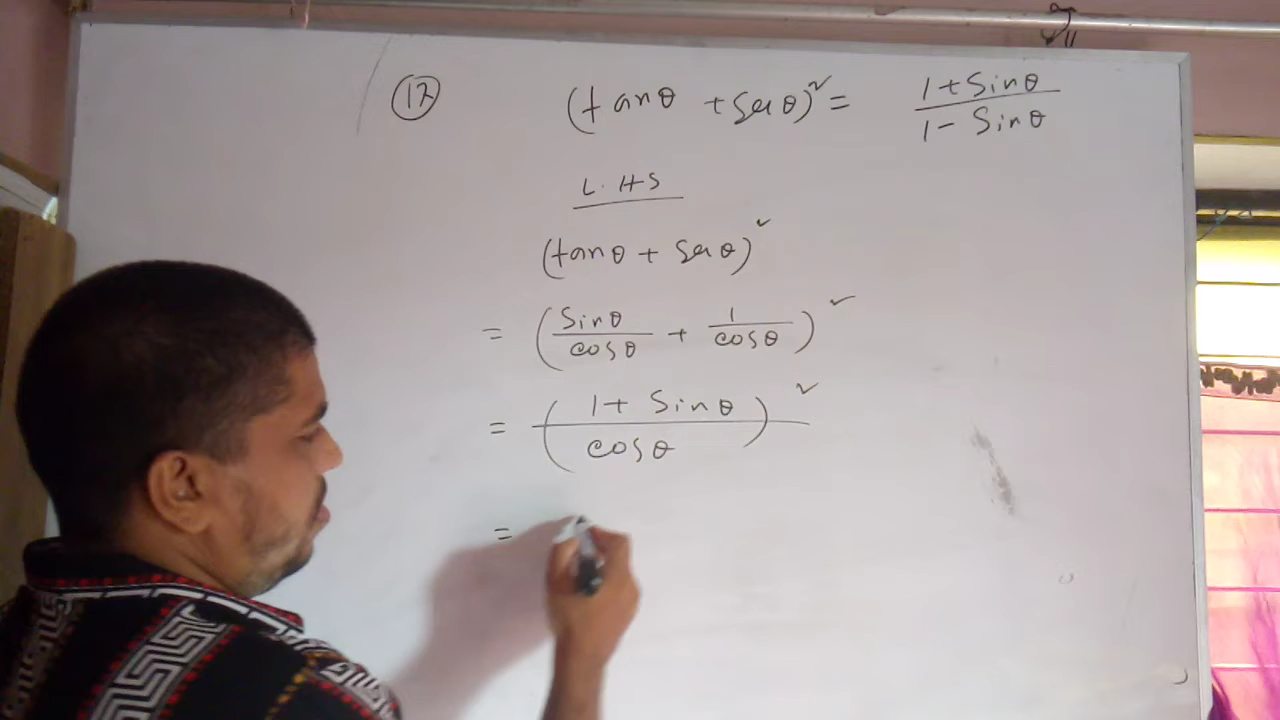 (17) (tanθ + secθ)² = (1 + Sinθ)/(1 - Sinθ)
L.H-S
(tanθ + secθ)²
= (Sinθ/cosθ + 1/cosθ)²
= ((1 + Sinθ)/cosθ)²
=